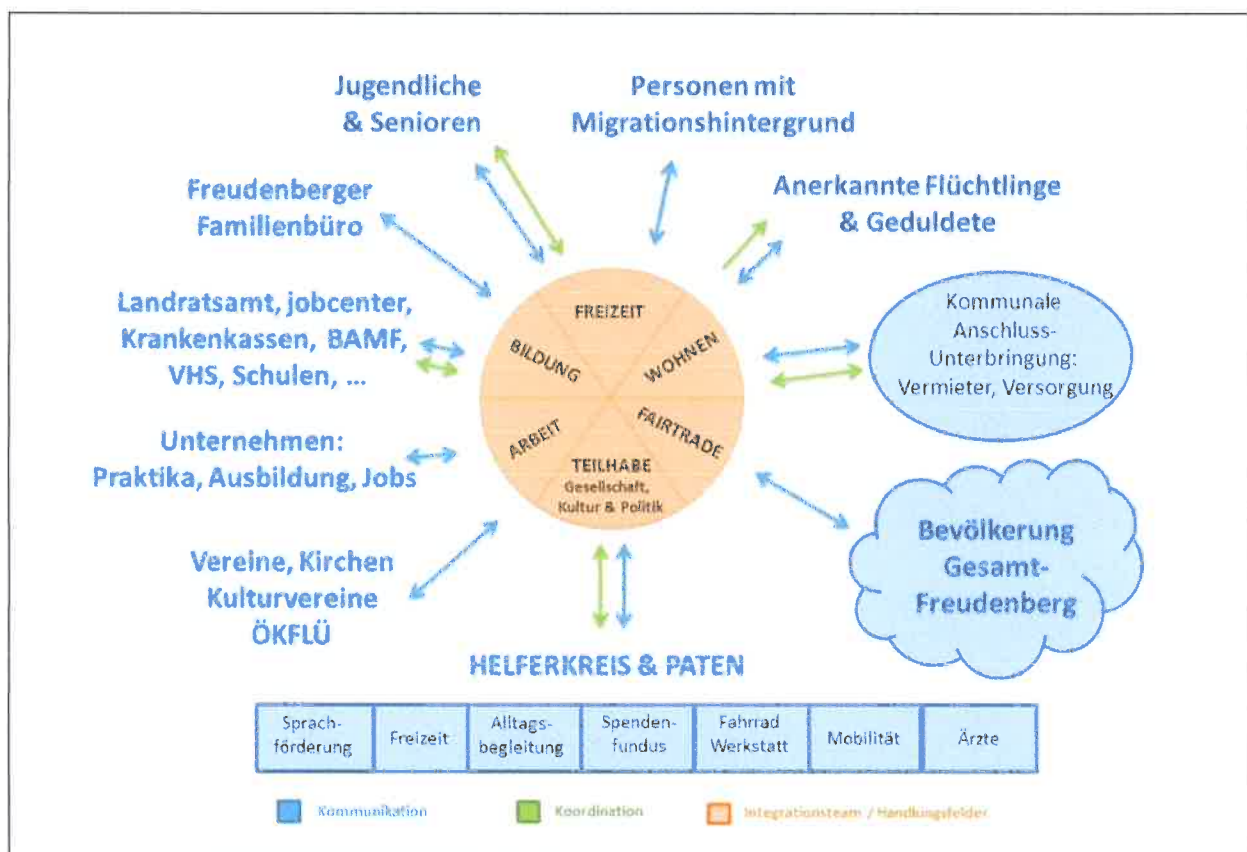 Jugendliche
& Senioren
Personen mit
Migrationshintergrund
Freudenberger
Familienbüro
Anerkannte Flüchtlinge
& Geduldete
Landratsamt, jobcenter,
Krankenkassen, BAMF,
VHS, Schulen, ...
FREIZEIT
BILDUNG
WOHNEN
ARBEIT
FAIRTRADE
TEILHABE
Gesellschaft,
Kultur & Politik
Kommunale
Anschluss-
Unterbringung:
Vermieter, Versorgung
Unternehmen:
Praktika, Ausbildung, Jobs
Bevölkerung
Gesamt-
Freudenberg
Vereine, Kirchen
Kulturvereine
ÖKFLÜ
HELFERKREIS & PATEN
Sprach-
förderung
Freizeit
Alltags-
begleitung
Spenden-
fundus
Fahrrad
Werkstatt
Mobilität
Ärzte
Kommunikation
Koordination
Integrationsteam / Handlungsfelder